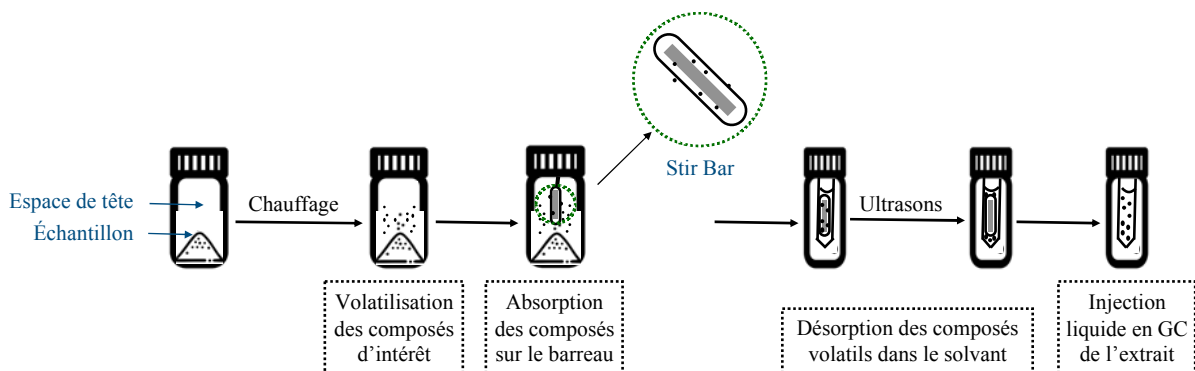 Espace de tête
Échantillon
Chauffage
Stir Bar
Ultrasons
Volatilisation
des composés
d’intérêt
Absorption
des composés
sur le barreau
Désorption des composés
volatils dans le solvant
Injection
liquide en GC
de l’extrait